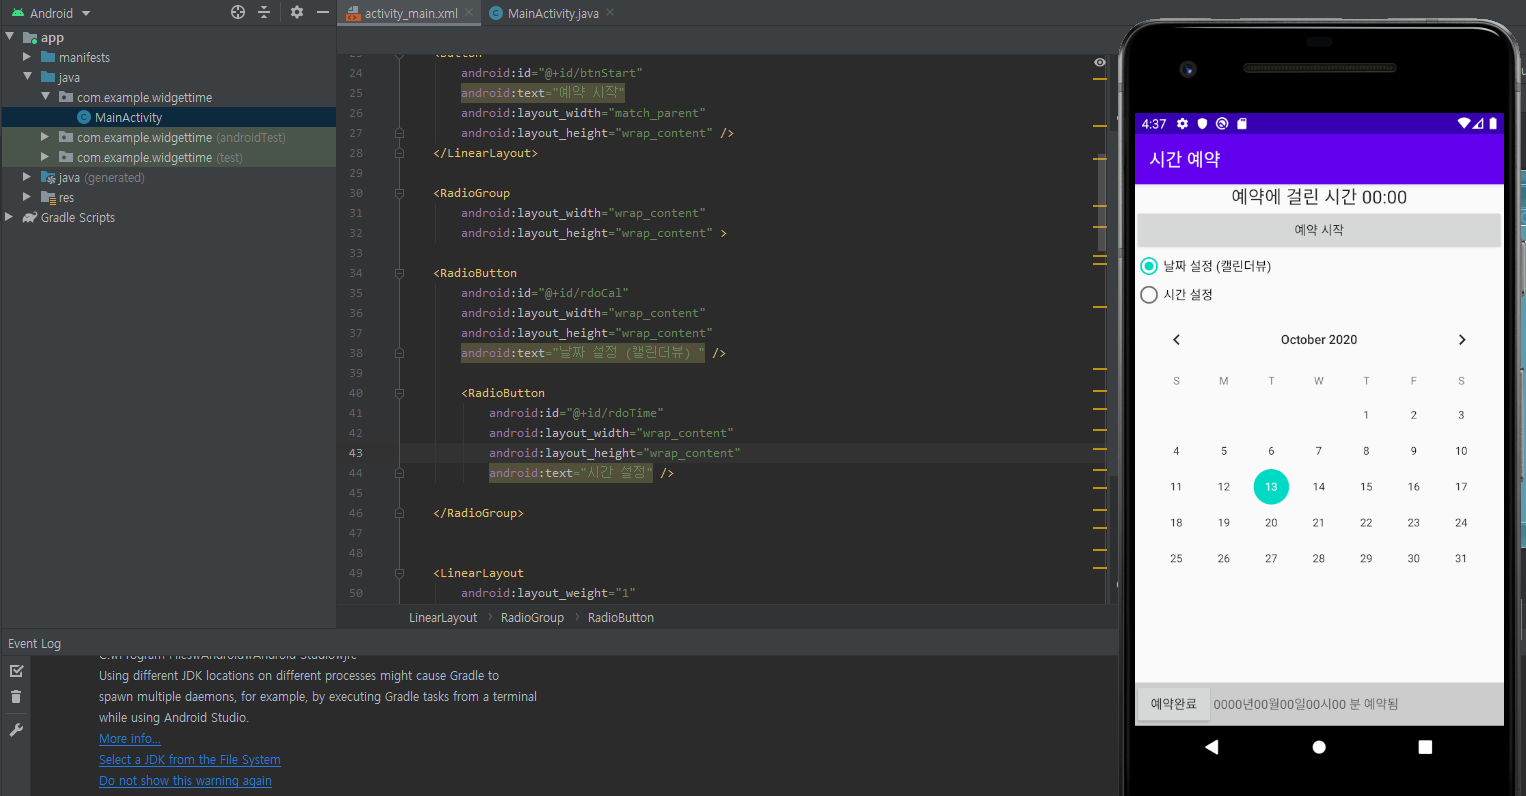 Android
app
manifests
java
com.example.widgettime
MainActivity
com.example.widgettime (androidTest)
com.example.widgettime (test)
java (generated)
res
Gradle Scripts
activity_main.xml
MainActivity.java
24 android:id="@+id/btnStart"
25 android:text="예약 시작"
26 android:layout_width="match_parent"
27 android:layout_height="wrap_content" />
28 </LinearLayout>
29
30 <RadioGroup
31 android:layout_width="wrap_content"
32 android:layout_height="wrap_content" >
33
34 <RadioButton
35 android:id="@+id/rdoCal"
36 android:layout_width="wrap_content"
37 android:layout_height="wrap_content"
38 android:text="날짜 설정 (캘린더뷰) " />
39
40 <RadioButton
41 android:id="@+id/rdoTime"
42 android:layout_width="wrap_content"
43 android:layout_height="wrap_content"
44 android:text="시간 설정" />
45
46 </RadioGroup>
47
48
49 <LinearLayout
50 android:layout_weight="1"
LinearLayout > RadioGroup > RadioButton
Event Log
Using different JDK locations on different processes might cause Gradle to
spawn multiple daemons, for example, by executing Gradle tasks from a terminal
while using Android Studio.
More info...
Select a JDK from the File System
Do not show this warning again
4:37
시간 예약
예약에 걸린 시간 00:00
예약 시작
날짜 설정 (캘린더뷰)
시간 설정
October 2020
S M T W T F S
1 2 3
4 5 6 7 8 9 10
11 12 13 14 15 16 17
18 19 20 21 22 23 24
25 26 27 28 29 30 31
예약완료 0000년00월00일00시00 분 예약됨